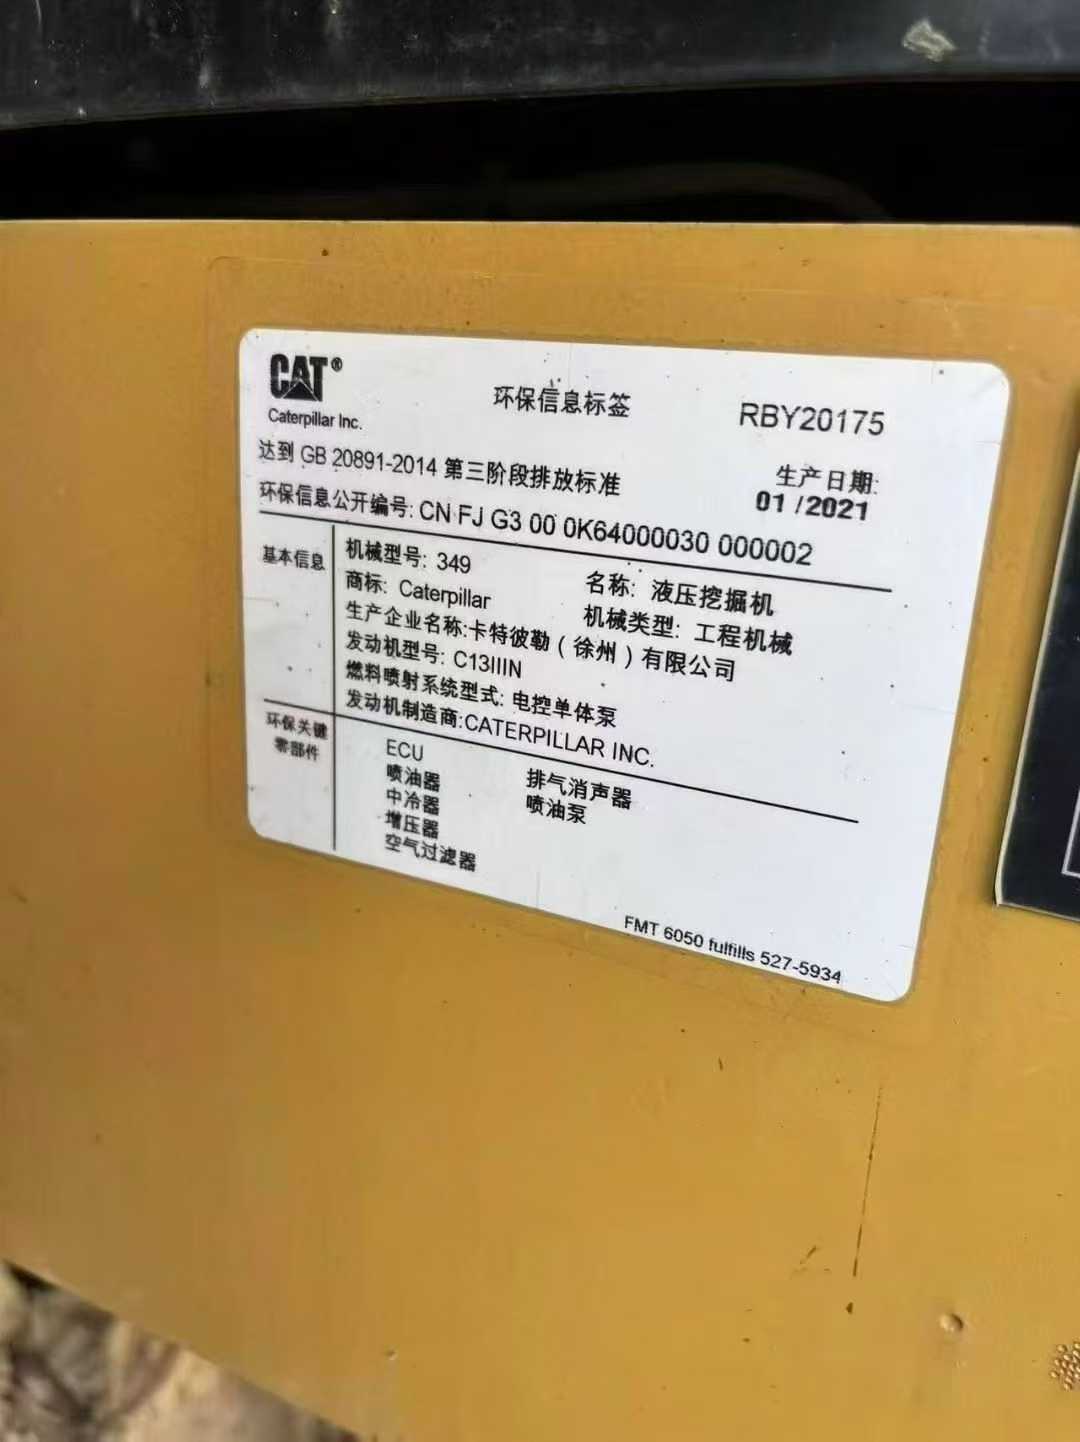 CAT®
Caterpillar Inc.
环保信息标签
RBY20175
达到 GB 20891-2014 第三阶段排放标准
生产日期:
01 /2021
环保信息公开编号: CN FJ G3 00 0K64000030 000002
基本信息
机械型号: 349
名称: 液压挖掘机
商标: Caterpillar
机械类型: 工程机械
生产企业名称:卡特彼勒（徐州）有限公司
发动机型号: C13IIIN
燃料喷射系统型式: 电控单体泵
发动机制造商:CATERPILLAR INC.
环保关键
零部件
ECU
喷油器
排气消声器
中冷器
喷油泵
增压器
空气过滤器
FMT 6050 fulfills 527-5934